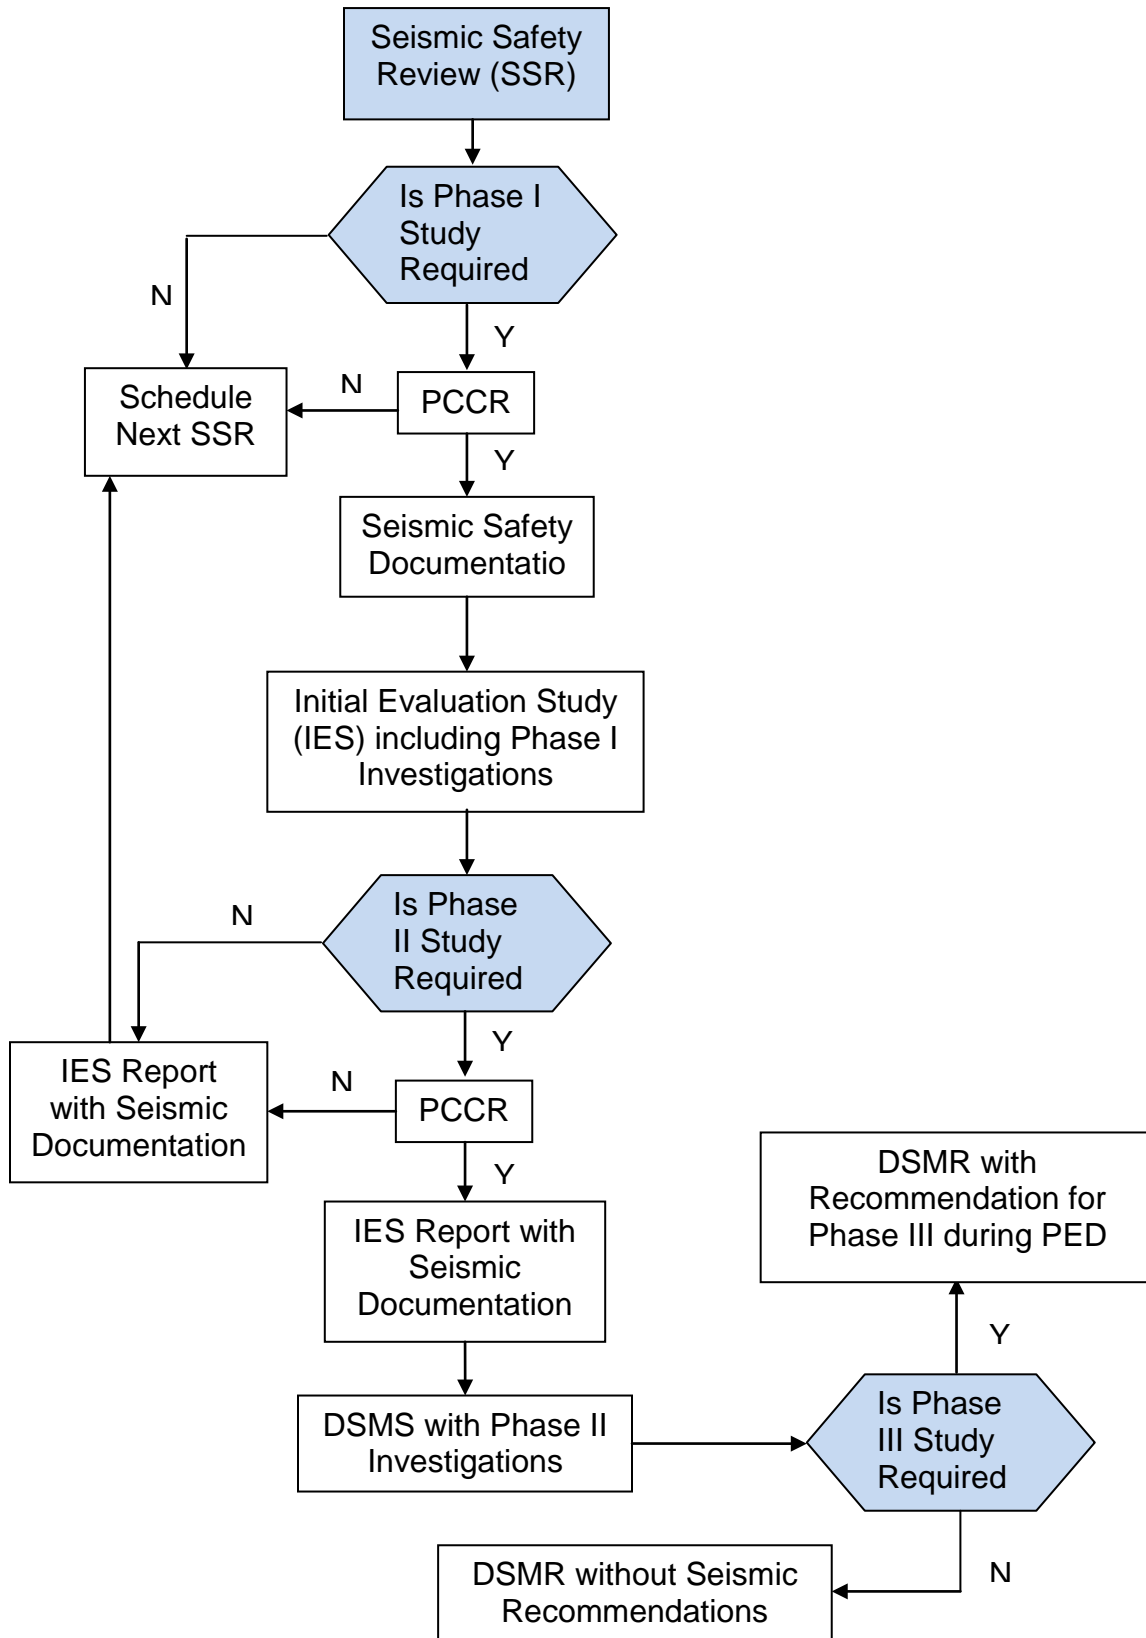 Seismic Safety
Review (SSR)
Is Phase I
Study
Required
N
Y
Schedule
Next SSR
N
PCCR
Y
Seismic Safety
Documentatio
Initial Evaluation Study
(IES) including Phase I
Investigations
N
Is Phase
II Study
Required
Y
IES Report
with Seismic
Documentation
N
PCCR
Y
IES Report with
Seismic
Documentation
DSMR with
Recommendation for
Phase III during PED
Y
DSMS with Phase II
Investigations
Is Phase
III Study
Required
N
DSMR without Seismic
Recommendations